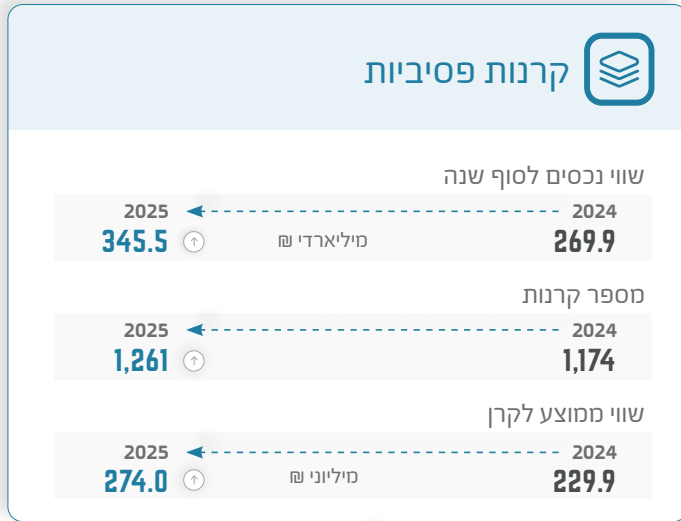 קרנות פסיביות
שווי נכסים לסוף שנה
2024 2025
269.9 מיליארדי ₪ 345.5
מספר קרנות
2024 2025
1,174 1,261
שווי ממוצע לקרן
2024 2025
229.9 מיליוני ₪ 274.0